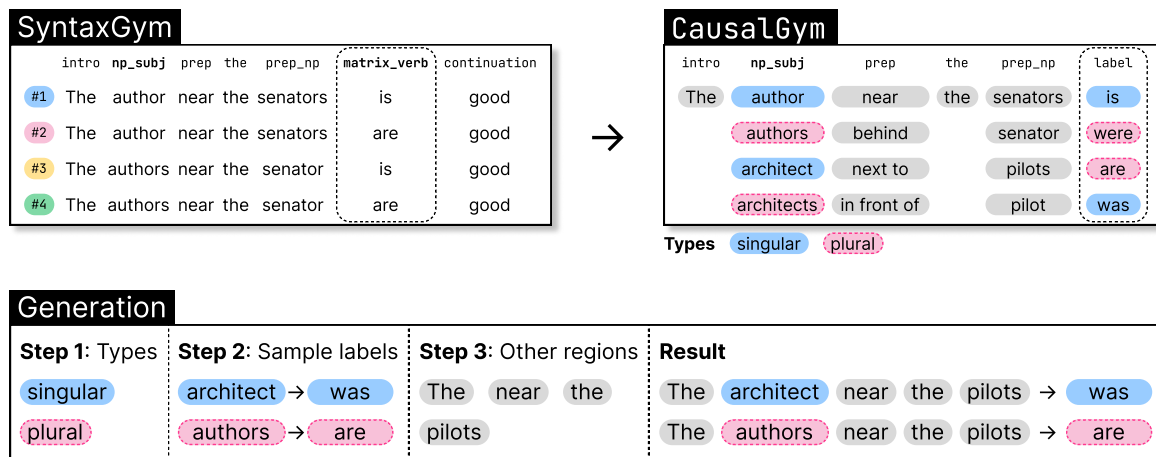 SyntaxGym
intro np_subj prep the prep_np matrix_verb continuation
#1 The author near the senators is good
#2 The author near the senators are good
#3 The authors near the senator is good
#4 The authors near the senator are good
→
CausalGym
intro np_subj prep the prep_np label
The author near the senators is
authors behind senator were
architect next to pilots are
architects in front of pilot was
Types singular plural
Generation
Step 1: Types
singular
plural
Step 2: Sample labels
architect → was
authors → are
Step 3: Other regions
The near the
pilots
Result
The architect near the pilots → was
The authors near the pilots → are